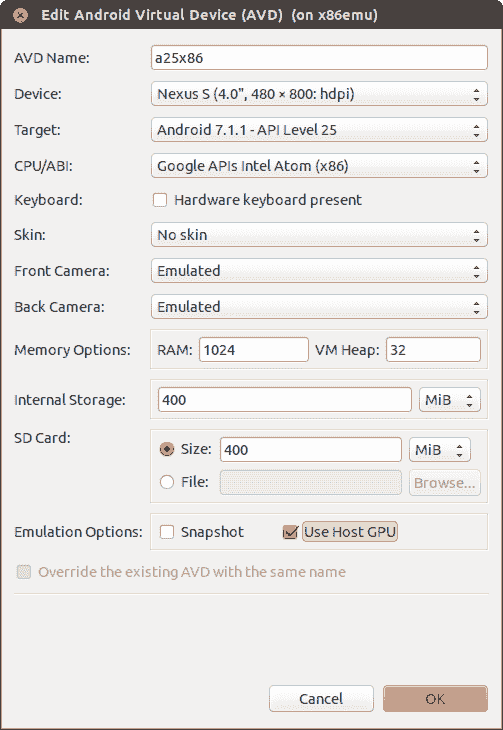 Edit Android Virtual Device (AVD) (on x86emu)
AVD Name: a25x86
Device: Nexus S (4.0", 480 × 800: hdpi)
Target: Android 7.1.1 - API Level 25
CPU/ABI: Google APIs Intel Atom (x86)
Keyboard: Hardware keyboard present
Skin: No skin
Front Camera: Emulated
Back Camera: Emulated
Memory Options: RAM: 1024 VM Heap: 32
Internal Storage: 400 MiB
SD Card:
Size: 400 MiB
File: Browse...
Emulation Options: Snapshot Use Host GPU
Override the existing AVD with the same name
Cancel OK